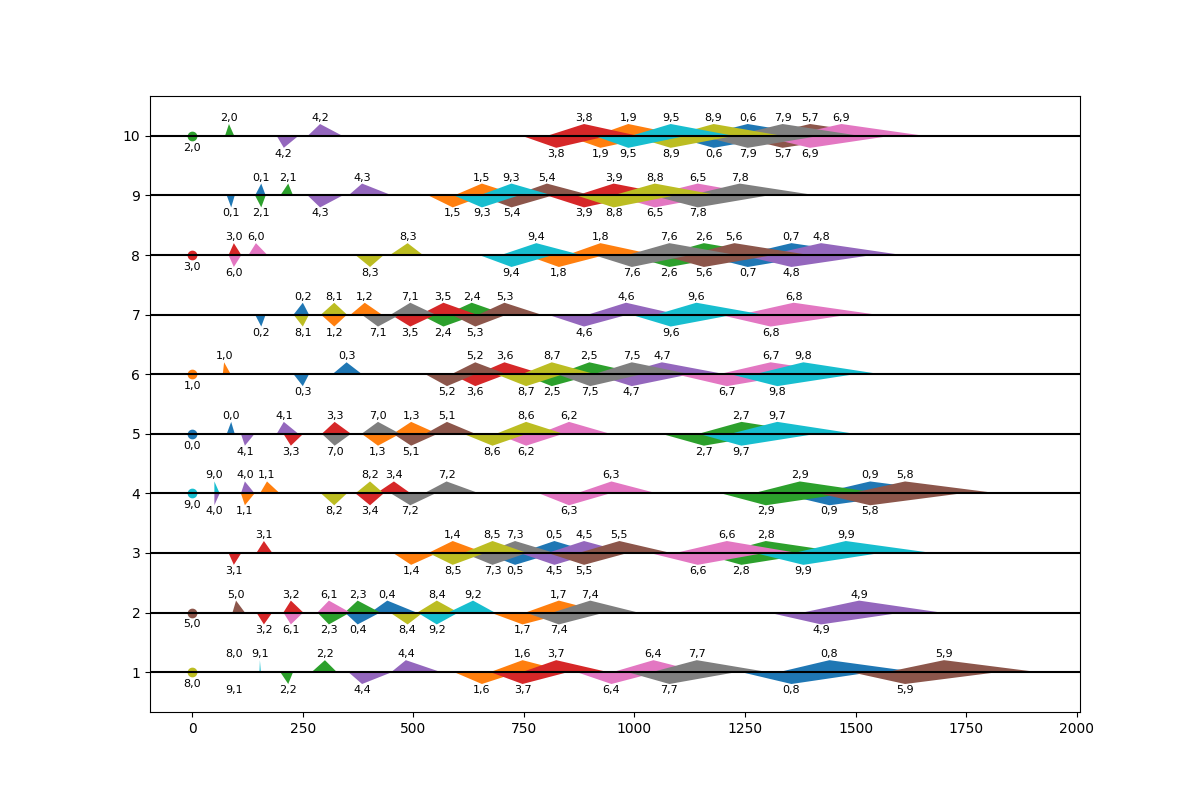 2,0 4,2 3,8 1,9 9,5 8,9 0,6 7,9 5,7 6,9
10
2,0 4,2 3,8 1,9 9,5 8,9 0,6 7,9 5,7 6,9
0,1 2,1 4,3 1,5 9,3 5,4 3,9 8,8 6,5 7,8
9
0,1 2,1 4,3 1,5 9,3 5,4 3,9 8,8 6,5 7,8
3,0 6,0 8,3 9,4 1,8 7,6 2,6 5,6 0,7 4,8
8
3,0 6,0 8,3 9,4 1,8 7,6 2,6 5,6 0,7 4,8
0,2 8,1 1,2 7,1 3,5 2,4 5,3 4,6 9,6 6,8
7
0,2 8,1 1,2 7,1 3,5 2,4 5,3 4,6 9,6 6,8
1,0 0,3 5,2 3,6 8,7 2,5 7,5 4,7 6,7 9,8
6
1,0 0,3 5,2 3,6 8,7 2,5 7,5 4,7 6,7 9,8
0,0 4,1 3,3 7,0 1,3 5,1 8,6 6,2 2,7 9,7
5
0,0 4,1 3,3 7,0 1,3 5,1 8,6 6,2 2,7 9,7
9,0 4,0 1,1 8,2 3,4 7,2 6,3 2,9 0,9 5,8
4
9,0 4,0 1,1 8,2 3,4 7,2 6,3 2,9 0,9 5,8
3,1 1,4 8,5 7,3 0,5 4,5 5,5 6,6 2,8 9,9
3
3,1 1,4 8,5 7,3 0,5 4,5 5,5 6,6 2,8 9,9
5,0 3,2 6,1 2,3 0,4 8,4 9,2 1,7 7,4 4,9
2
5,0 3,2 6,1 2,3 0,4 8,4 9,2 1,7 7,4 4,9
8,0 9,1 2,2 4,4 1,6 3,7 6,4 7,7 0,8 5,9
1
8,0 9,1 2,2 4,4 1,6 3,7 6,4 7,7 0,8 5,9
0 250 500 750 1000 1250 1500 1750 2000